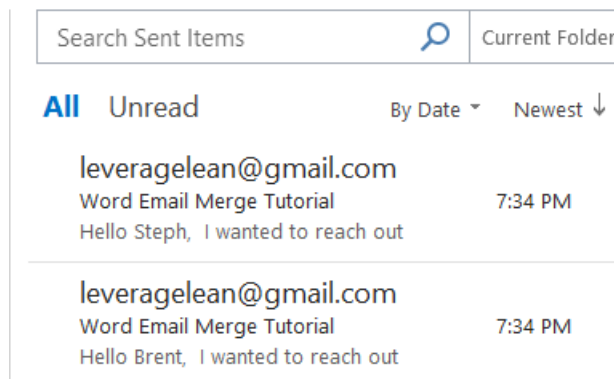 Search Sent Items Current Folder
All Unread By Date Newest
leveragelean@gmail.com
Word Email Merge Tutorial 7:34 PM
Hello Steph, I wanted to reach out
leveragelean@gmail.com
Word Email Merge Tutorial 7:34 PM
Hello Brent, I wanted to reach out